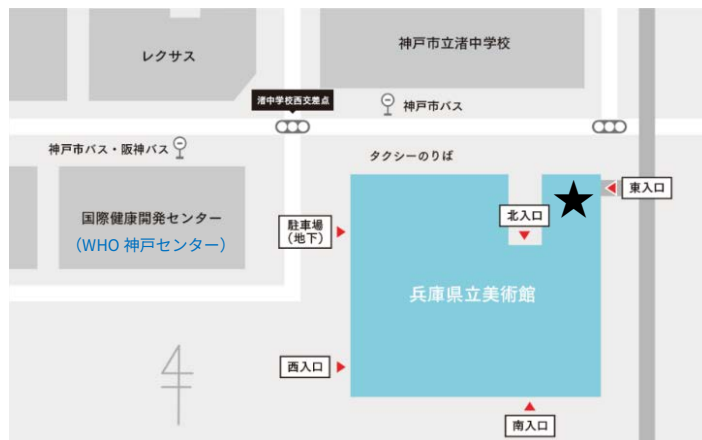 レクサス
神戸市立渚中学校
渚中学校西交差点
神戸市バス
神戸市バス・阪神バス
タクシーのりば
東入口
国際健康開発センター
(WHO 神戸センター)
駐車場
(地下)
北入口
兵庫県立美術館
西入口
南入口